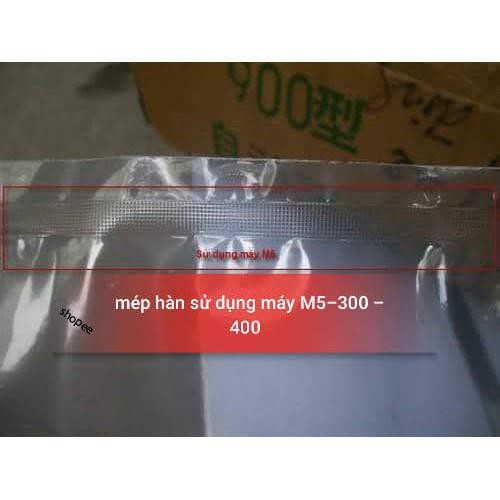 900型
Sử dụng máy M5
mép hàn sử dụng máy M5-300 -
400
shopee